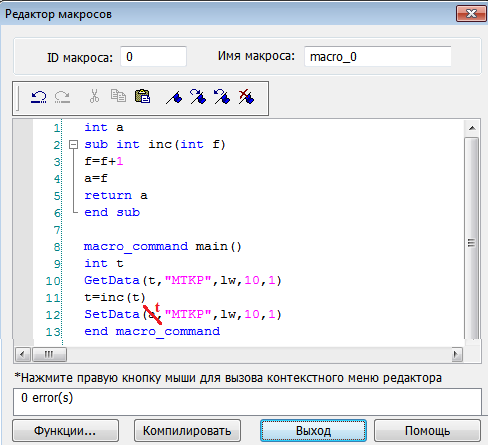 Редактор макросов
ID макроса: 0 Имя макроса: macro_0
1 int a
2 sub int inc(int f)
3 f=f+1
4 a=f
5 return a
6 end sub
7
8 macro_command main()
9 int t
10 GetData(t,"MTKP",lw,10,1)
11 t=inc(t)
t
12 SetData(a,"MTKP",lw,10,1)
13 end macro_command
*Нажмите правую кнопку мыши для вызова контекстного меню редактора
0 error(s)
Функции... Компилировать Выход Помощь